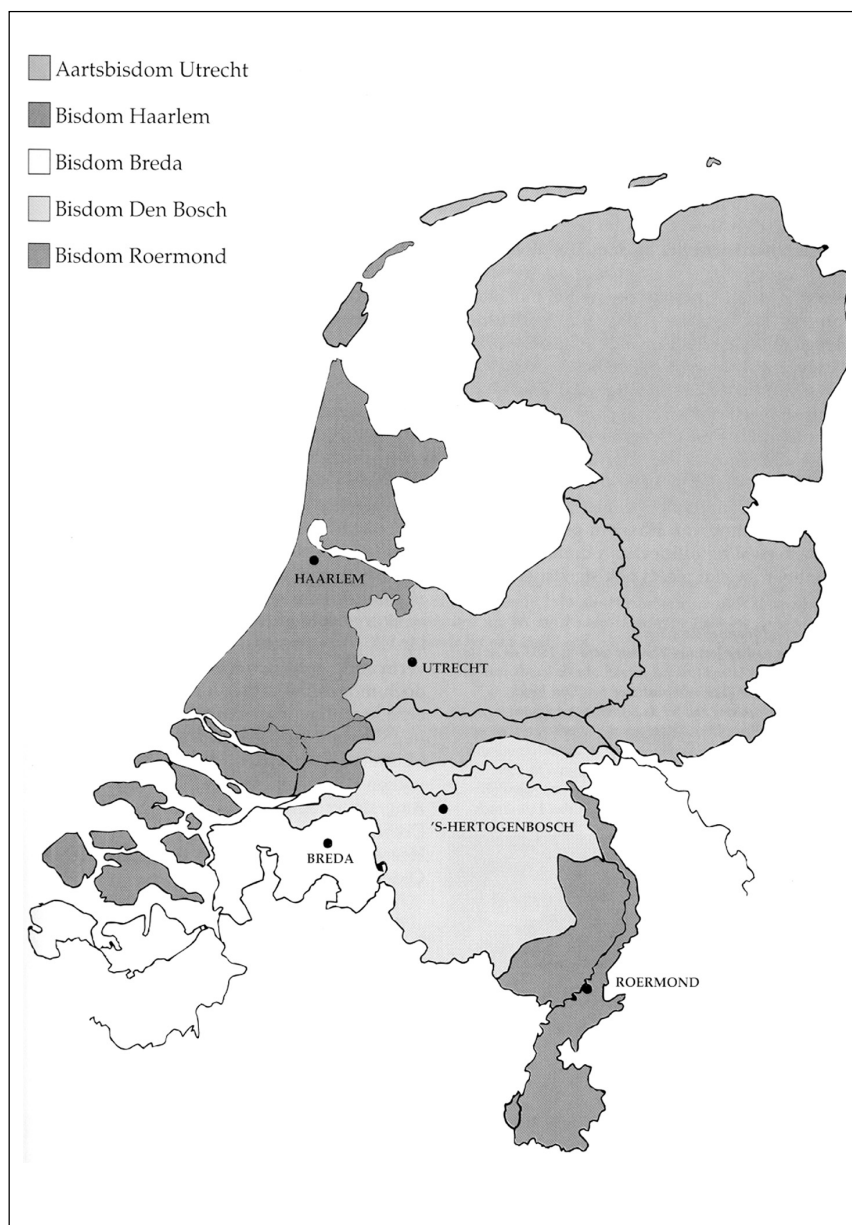 Aartsbisdom Utrecht
Bisdom Haarlem
Bisdom Breda
Bisdom Den Bosch
Bisdom Roermond
HAARLEM
UTRECHT
'S-HERTOGENBOSCH
BREDA
ROERMOND